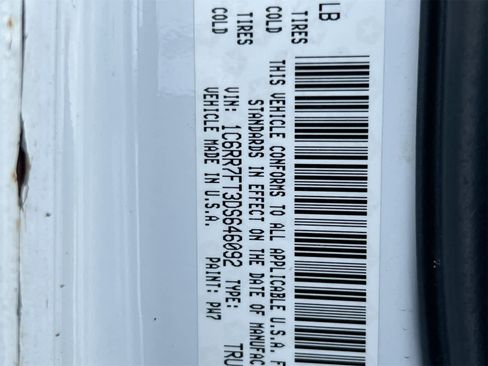 LB
TIRES COLD
TIRES COLD
THIS VEHICLE CONFORMS TO ALL APPLICABLE U.S.A. F
STANDARDS IN EFFECT ON THE DATE OF MANUFAC
VIN: 1C6RR7FT3DS646092 TYPE: TRU
VEHICLE MADE IN U.S.A. PAINT: PW7